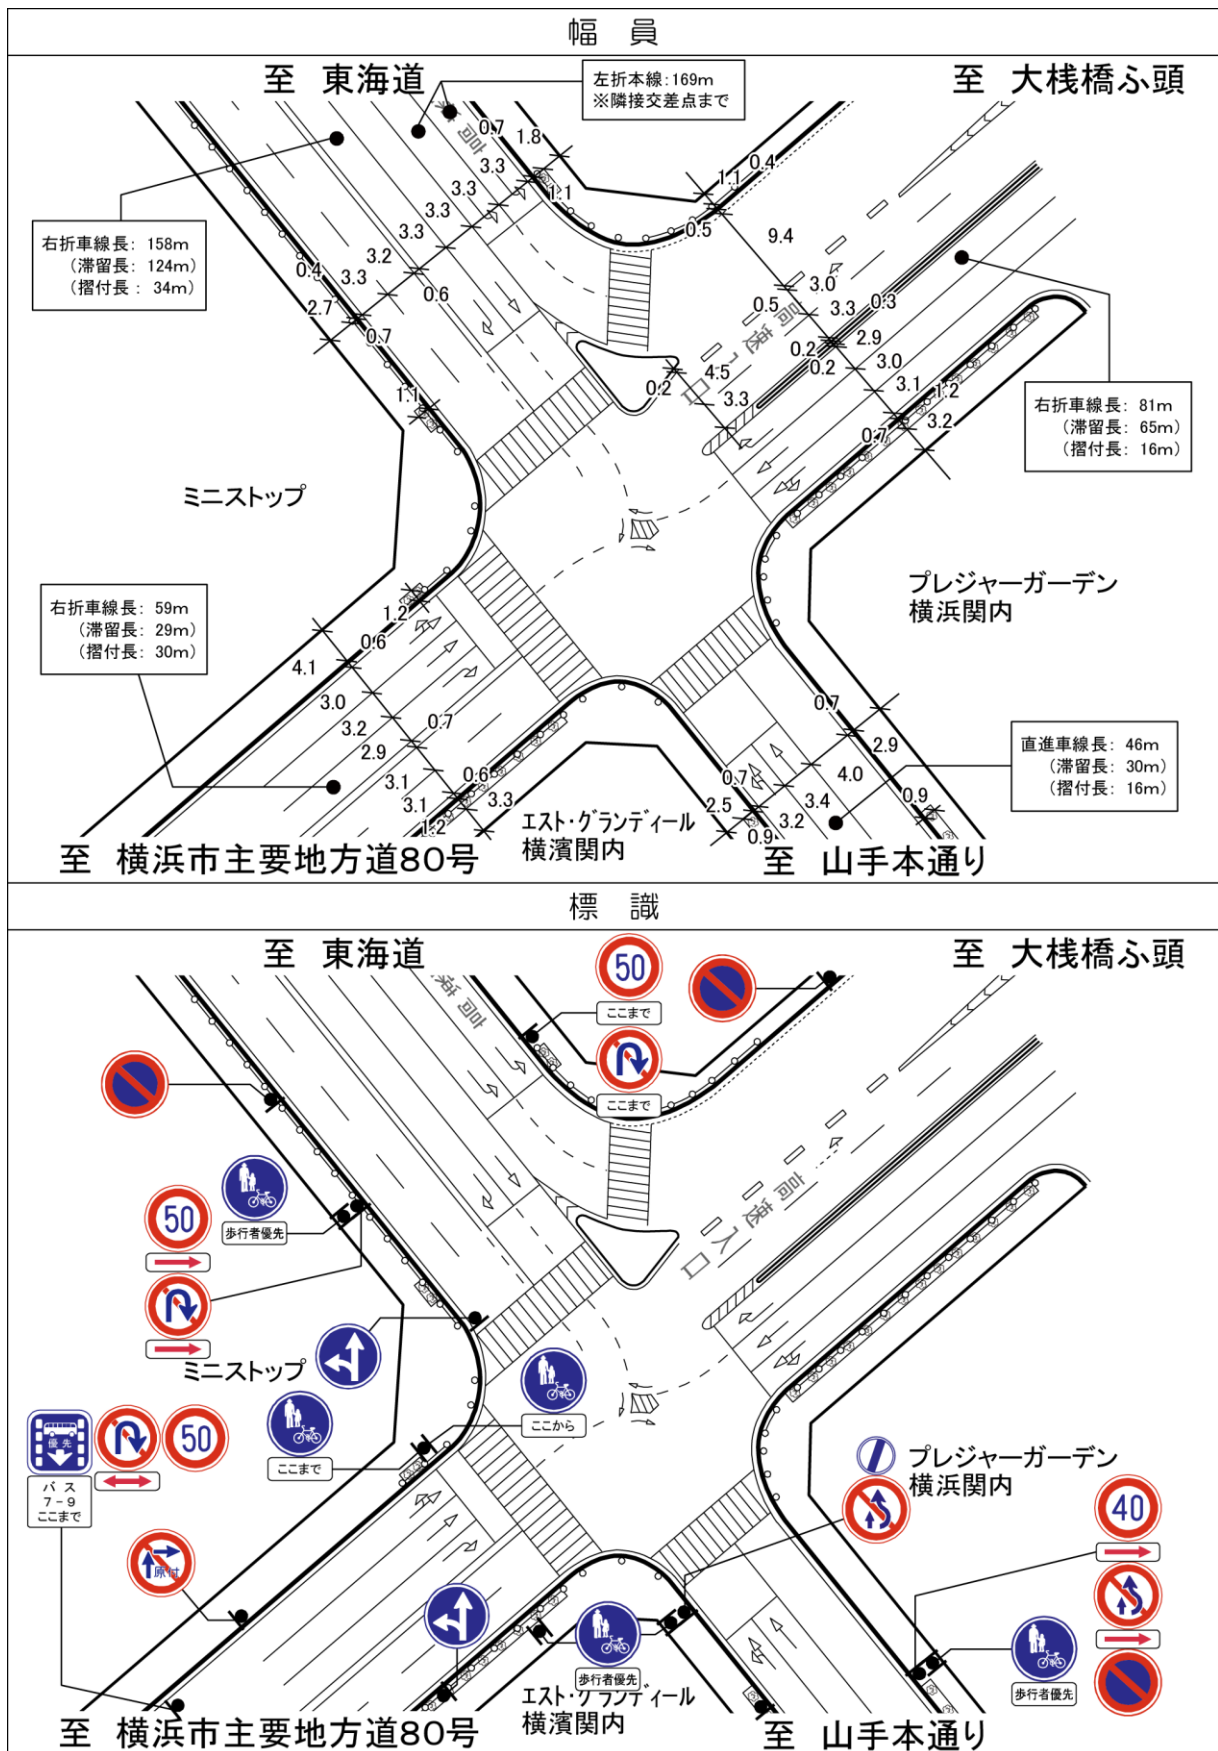 幅 員
至 東海道
左折本線:169m
※隣接交差点まで
至 大桟橋ふ頭
高
0.7
1.8
3.3
3.3
3.3
3.3
3.2
3.3
0.6
1.1
0.4
2.7
0.7
1.1
1.1
0.4
0.5
9.4
3.0
0.5
3.3
0.3
0.2
2.9
0.2
3.0
3.1
1.2
0.7
3.2
4.5
0.2
3.3
高速入口
右折車線長: 158m
(滞留長: 124m)
(摺付長: 34m)
右折車線長: 81m
(滞留長: 65m)
(摺付長: 16m)
ミニストップ
プレジャーガーデン
横浜関内
右折車線長: 59m
(滞留長: 29m)
(摺付長: 30m)
1.2
0.6
4.1
3.0
3.2
0.7
2.9
3.1
0.6
3.1
3.3
1.2
0.7
2.9
4.0
0.7
3.4
2.5
3.2
0.9
0.9
直進車線長: 46m
(滞留長: 30m)
(摺付長: 16m)
エスト・グランディール
横濱関内
至 横浜市主要地方道80号
至 山手本通り
標 識
至 東海道
50
ここまで
ここまで
至 大桟橋ふ頭
高
歩行者優先
50
高速入口
ミニストップ
ここから
ここまで
優先
バス
7-9
ここまで
50
原付
プレジャーガーデン
横浜関内
40
歩行者優先
歩行者優先
エスト・グランディール
横濱関内
至 横浜市主要地方道80号
至 山手本通り